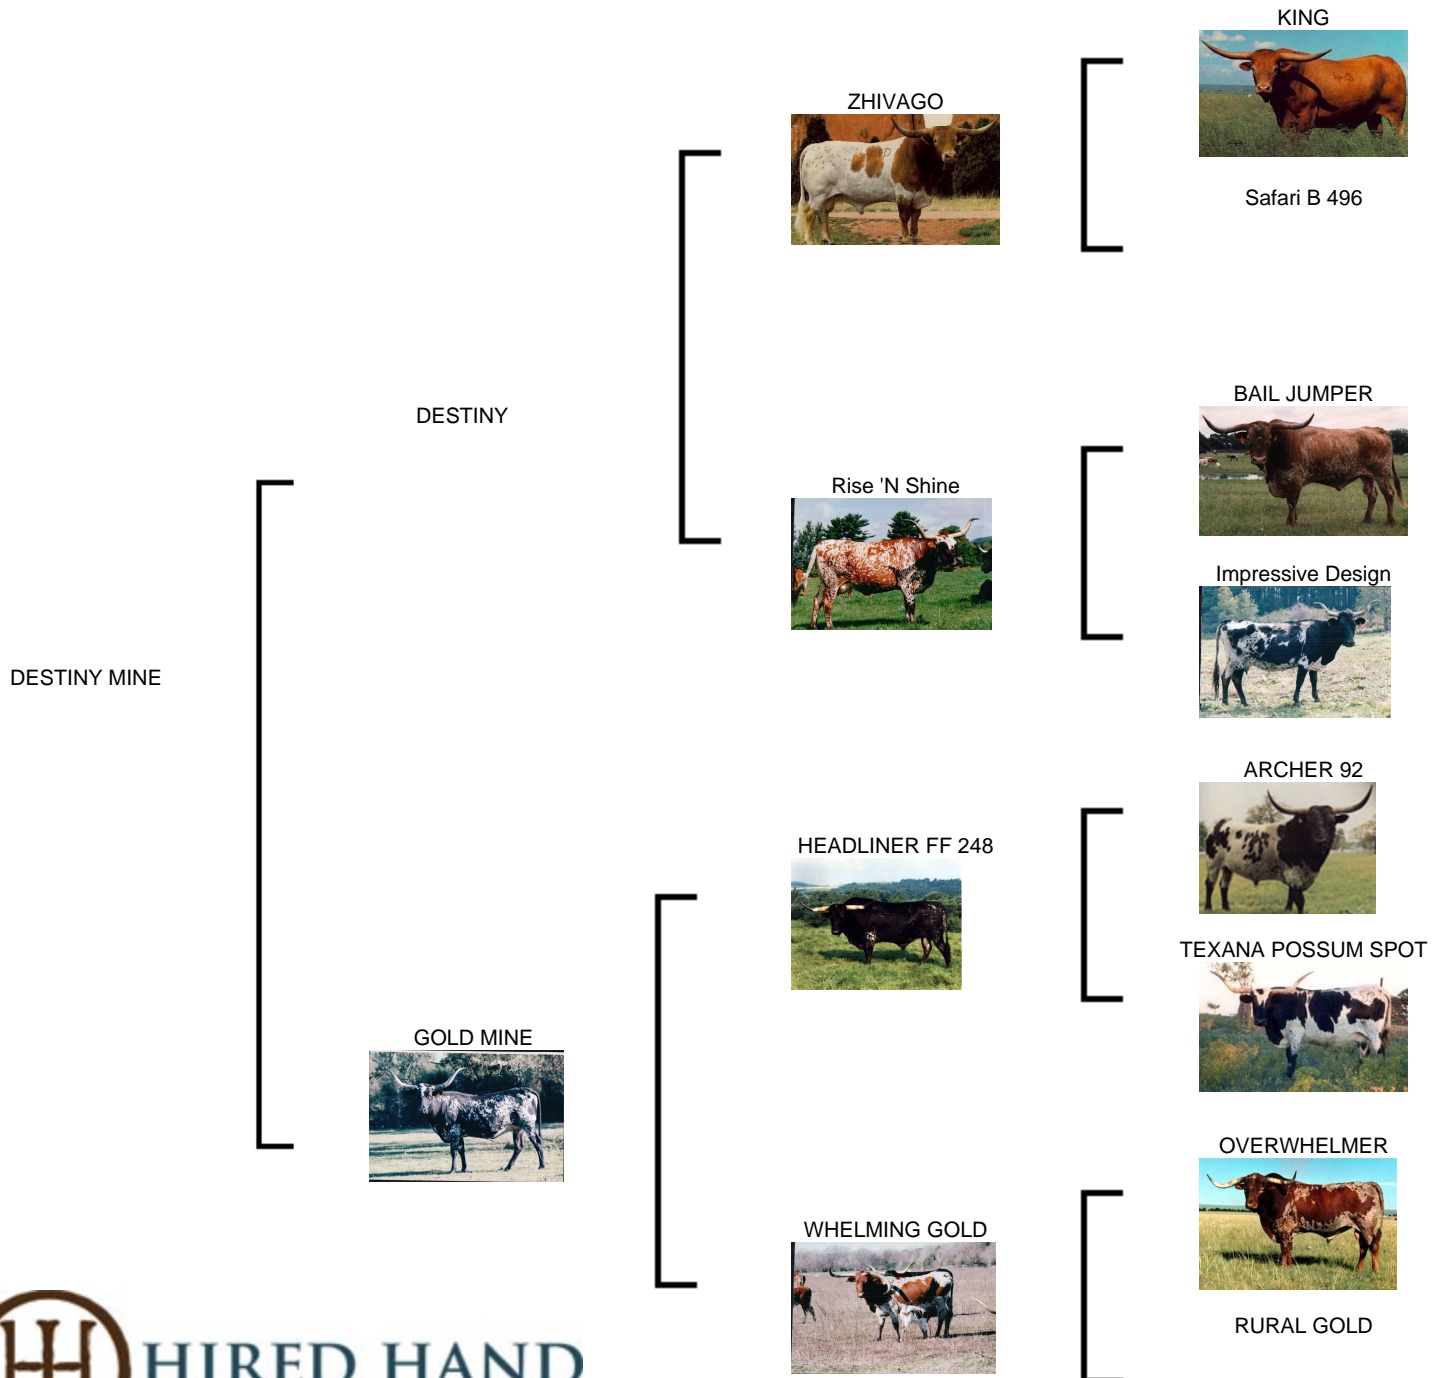 KING
ZHIVAGO
Safari B 496
DESTINY
BAIL JUMPER
Rise 'N Shine
Impressive Design
DESTINY MINE
ARCHER 92
HEADLINER FF 248
TEXANA POSSUM SPOT
GOLD MINE
OVERWHELMER
WHELMING GOLD
RURAL GOLD
HIRED HAND